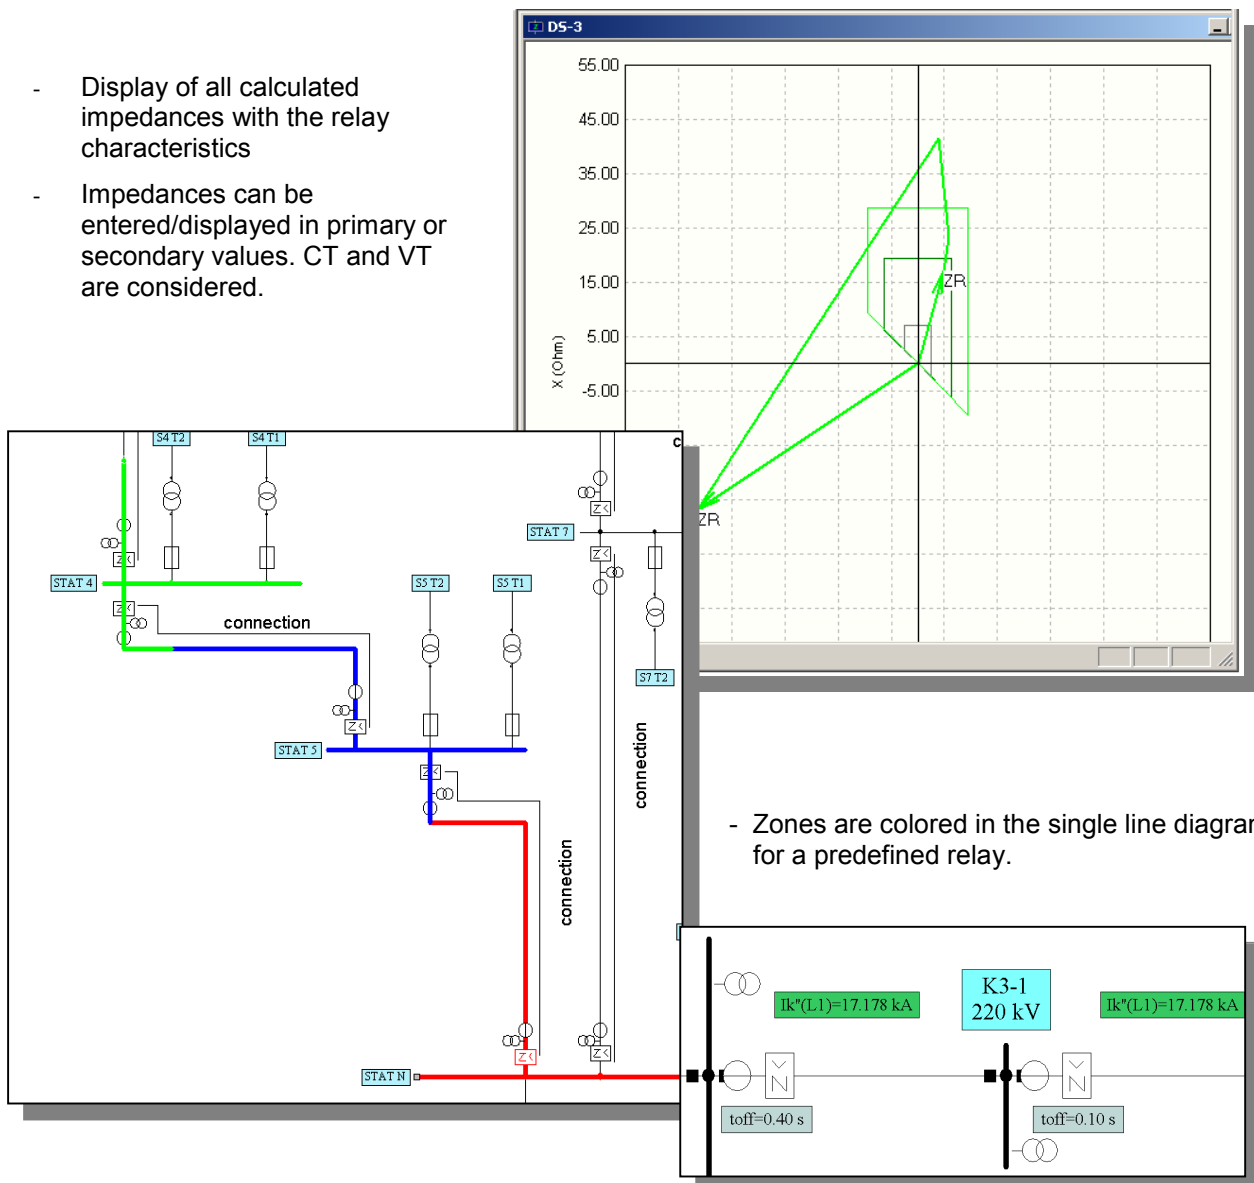 DS-3
- Display of all calculated
impedances with the relay
characteristics
- Impedances can be
entered/displayed in primary or
secondary values. CT and VT
are considered.
55.00
45.00
35.00
25.00
15.00
5.00
-5.00
X (Ohm)
ZR
ZR
S4 T2
S4 T1
c
Z<
STAT 7
Z<
Z<
Z<
STAT 4
Z<
connection
S5 T2
S5 T1
S7 T2
Z<
STAT 5
Z<
connection
connection
Z<
Z<
STAT N
- Zones are colored in the single line diagram
for a predefined relay.
K3-1
220 kV
Ik"(L1)=17.178 kA
Ik"(L1)=17.178 kA
Z<
Z<
toff=0.40 s
toff=0.10 s